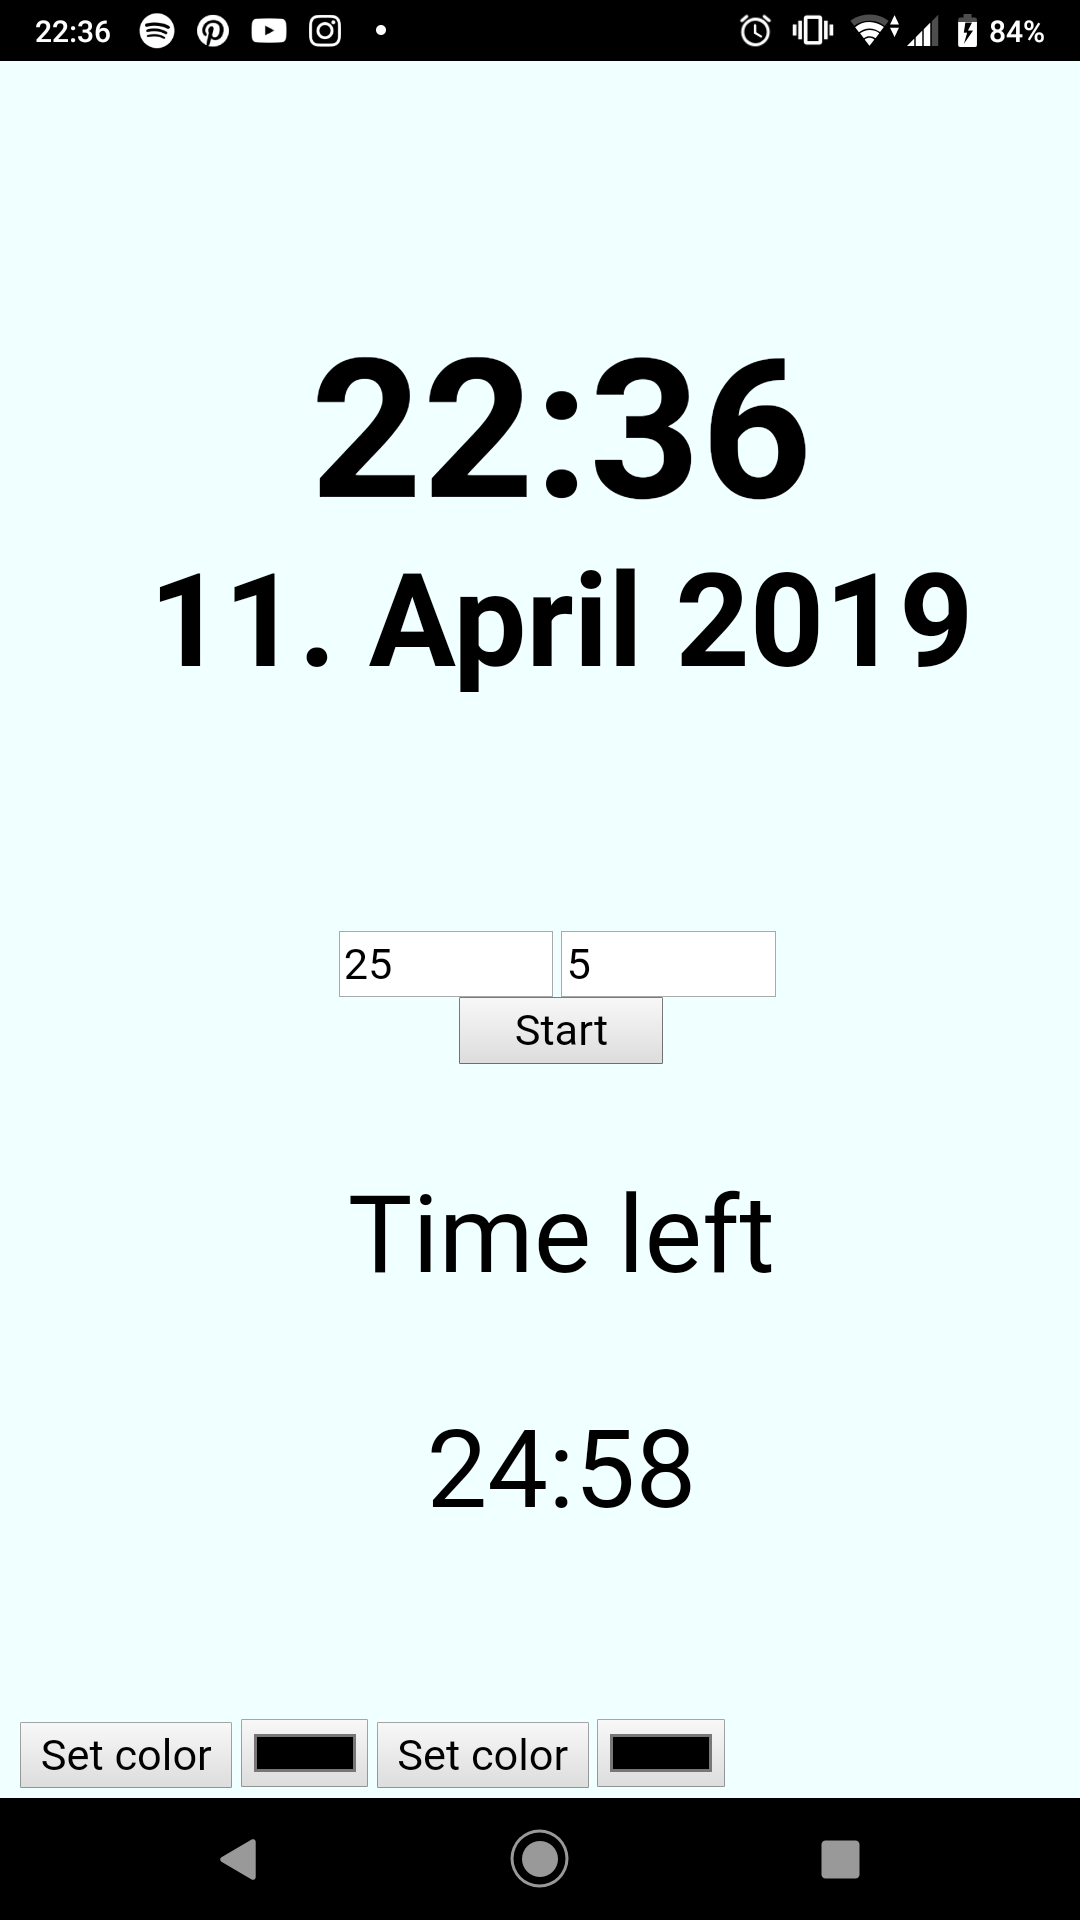 22:36 84%
22:36
11. April 2019
25 5
Start
Time left
24:58
Set color Set color